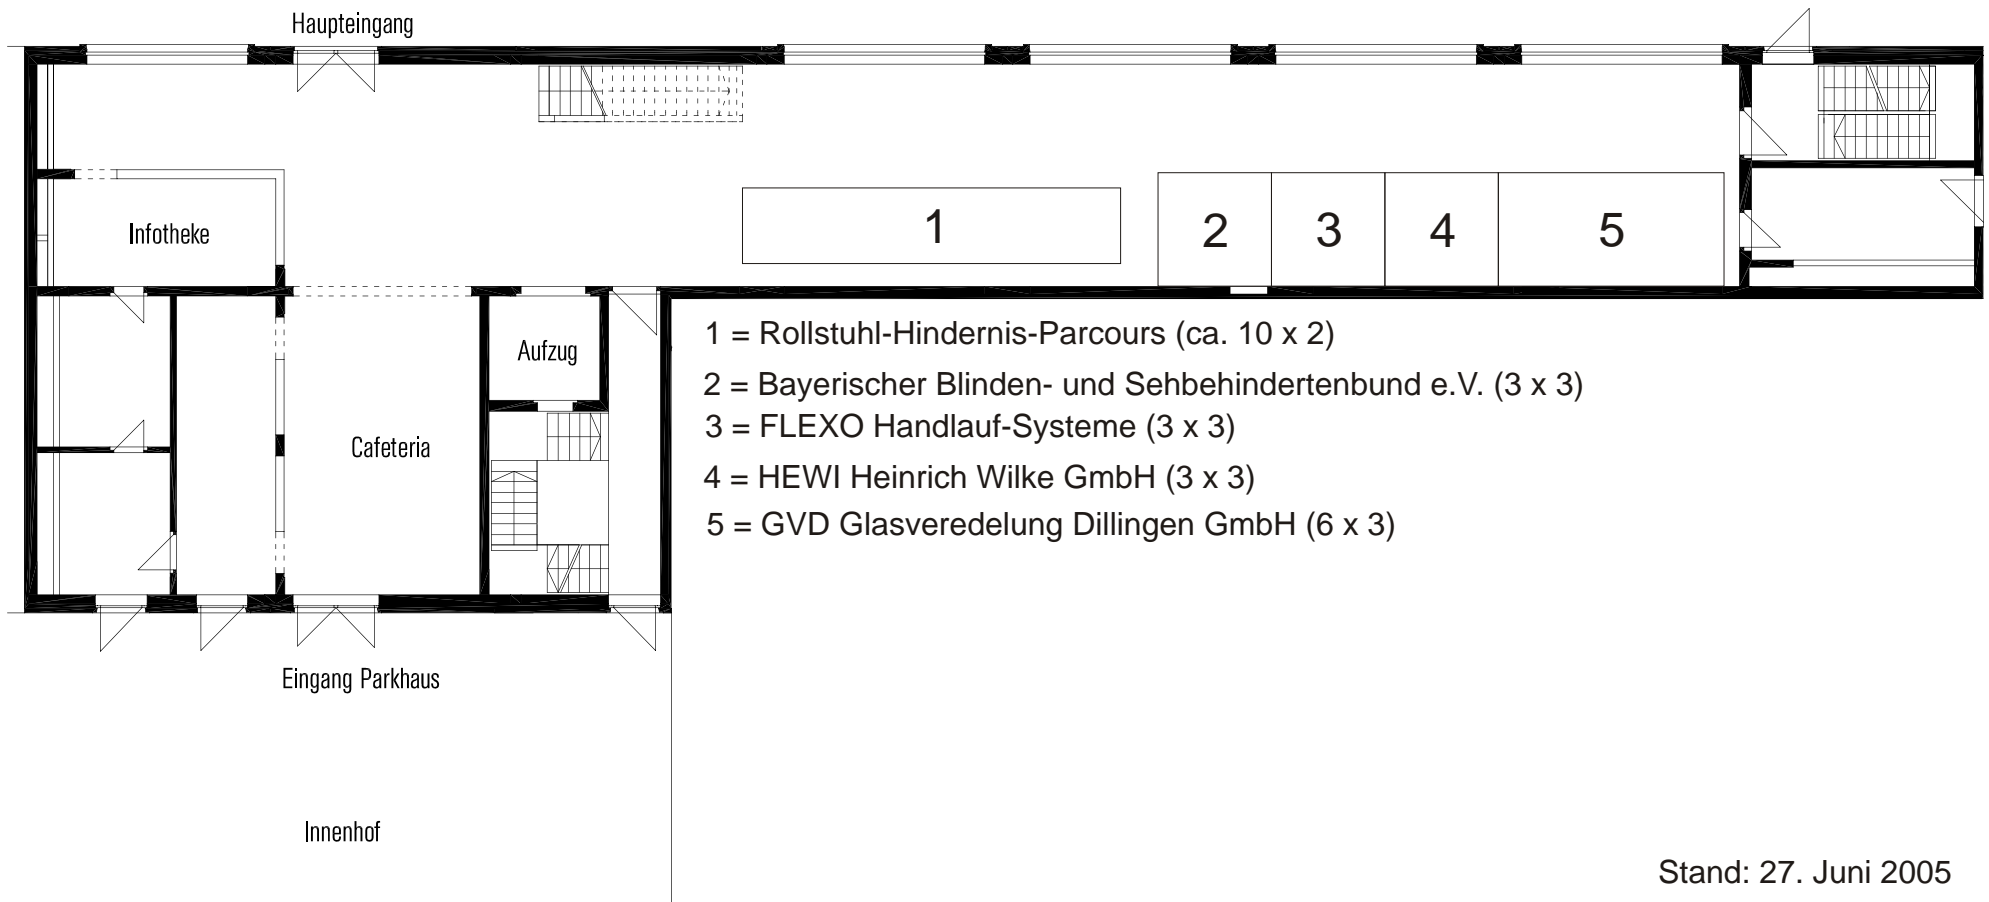 Haupteingang
Infotheke
1
2
3
4
5
Aufzug
Cafeteria
1 = Rollstuhl-Hindernis-Parcours (ca. 10 x 2)
2 = Bayerischer Blinden- und Sehbehindertenbund e.V. (3 x 3)
3 = FLEXO Handlauf-Systeme (3 x 3)
4 = HEWI Heinrich Wilke GmbH (3 x 3)
5 = GVD Glasveredelung Dillingen GmbH (6 x 3)
Eingang Parkhaus
Innenhof
Stand: 27. Juni 2005